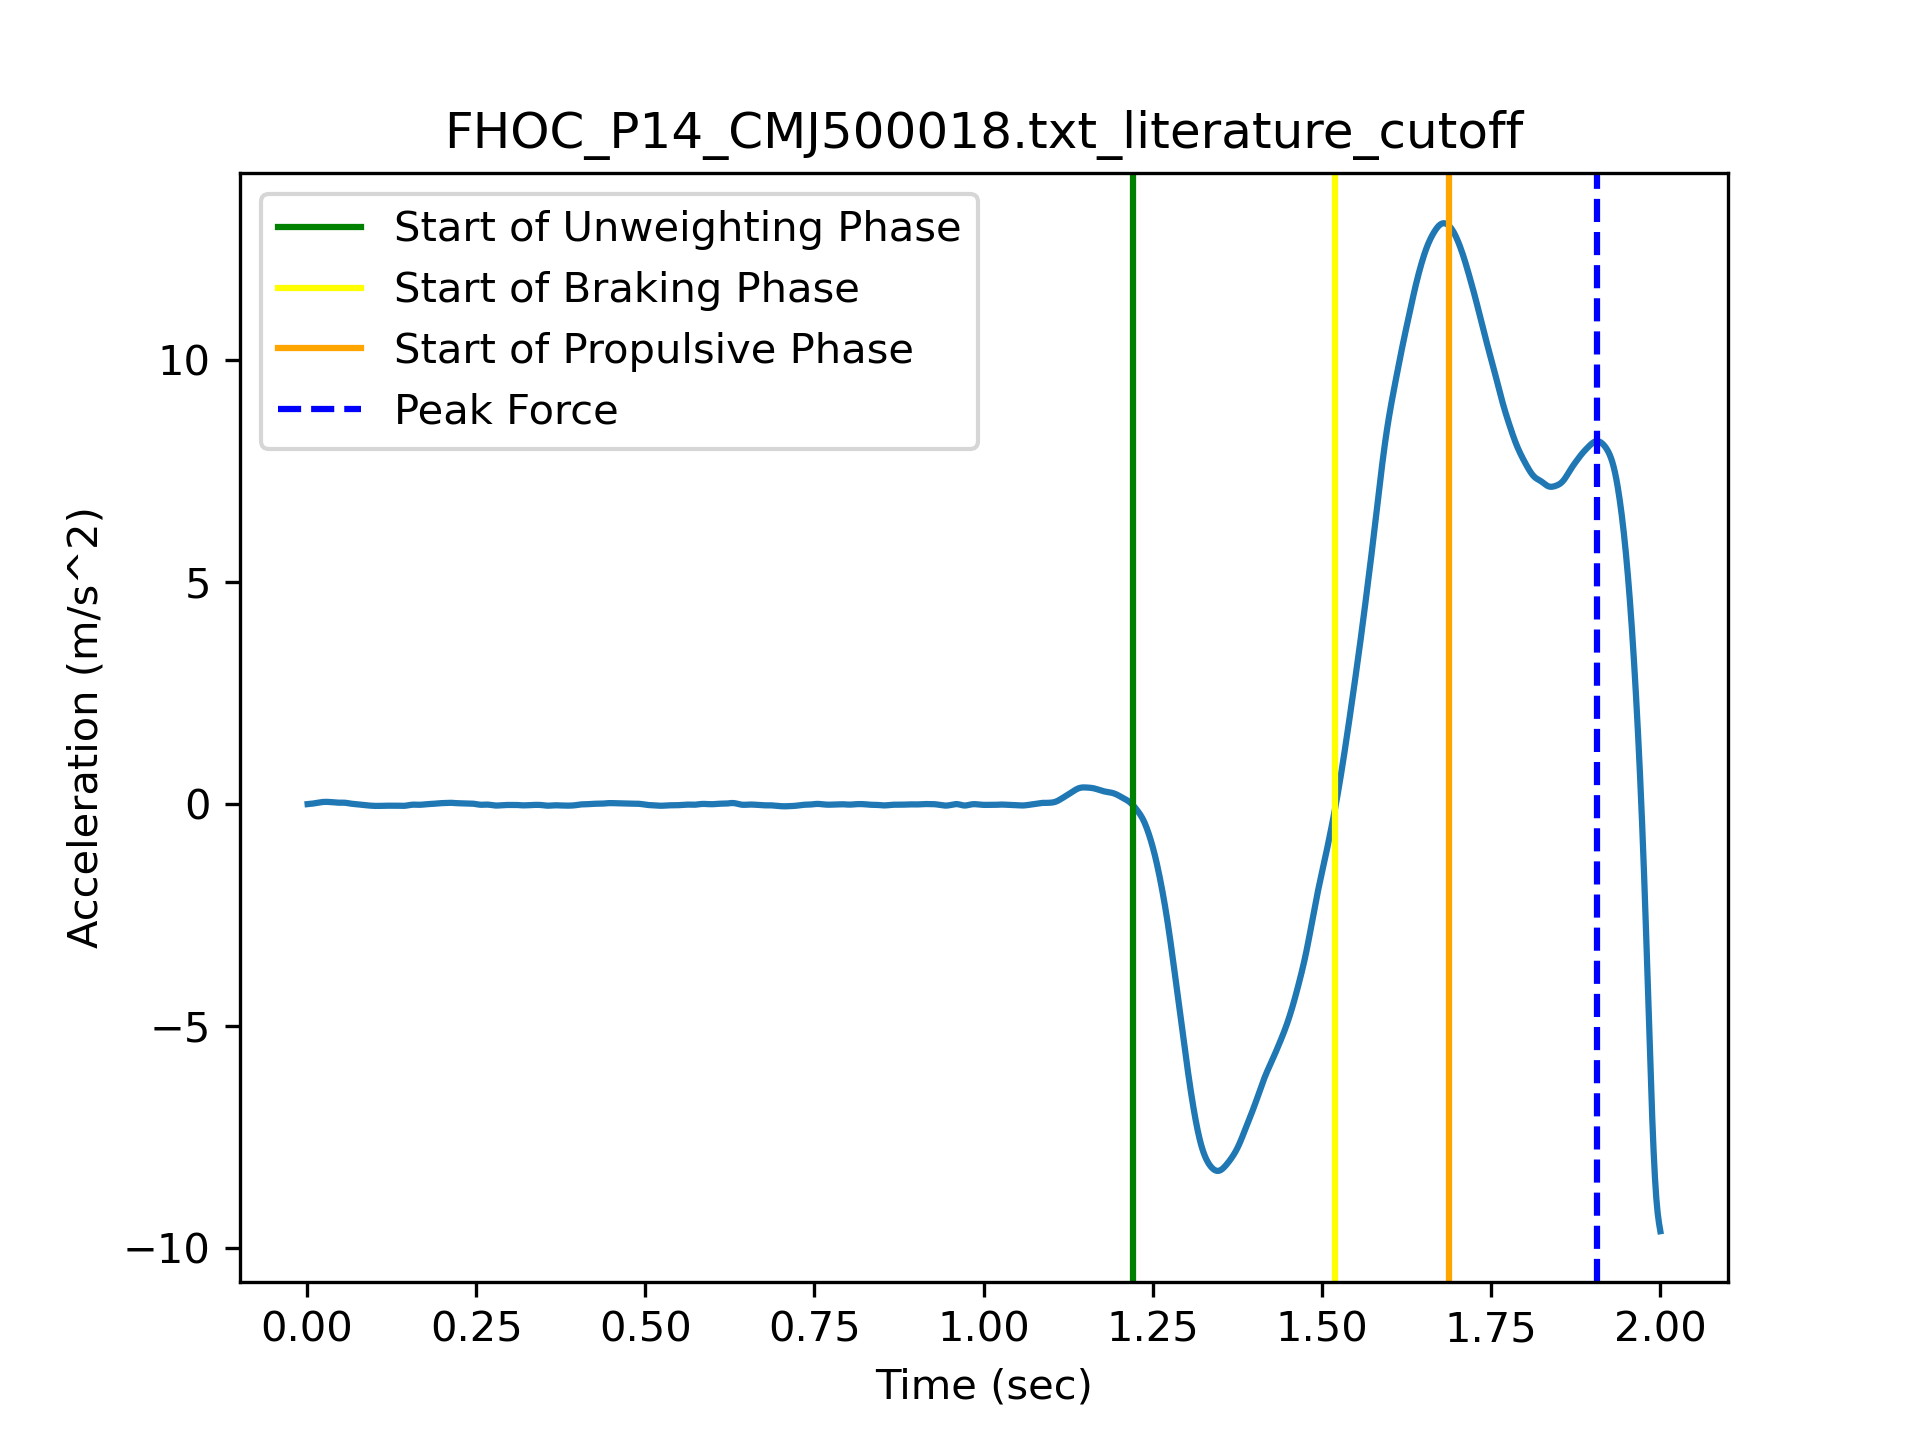 FHOC_P14_CMJ500018.txt_literature_cutoff
Start of Unweighting Phase
Start of Braking Phase
Start of Propulsive Phase
Peak Force
10
5
0
−5
−10
Acceleration (m/s^2)
0.00 0.25 0.50 0.75 1.00 1.25 1.50 1.75 2.00
Time (sec)